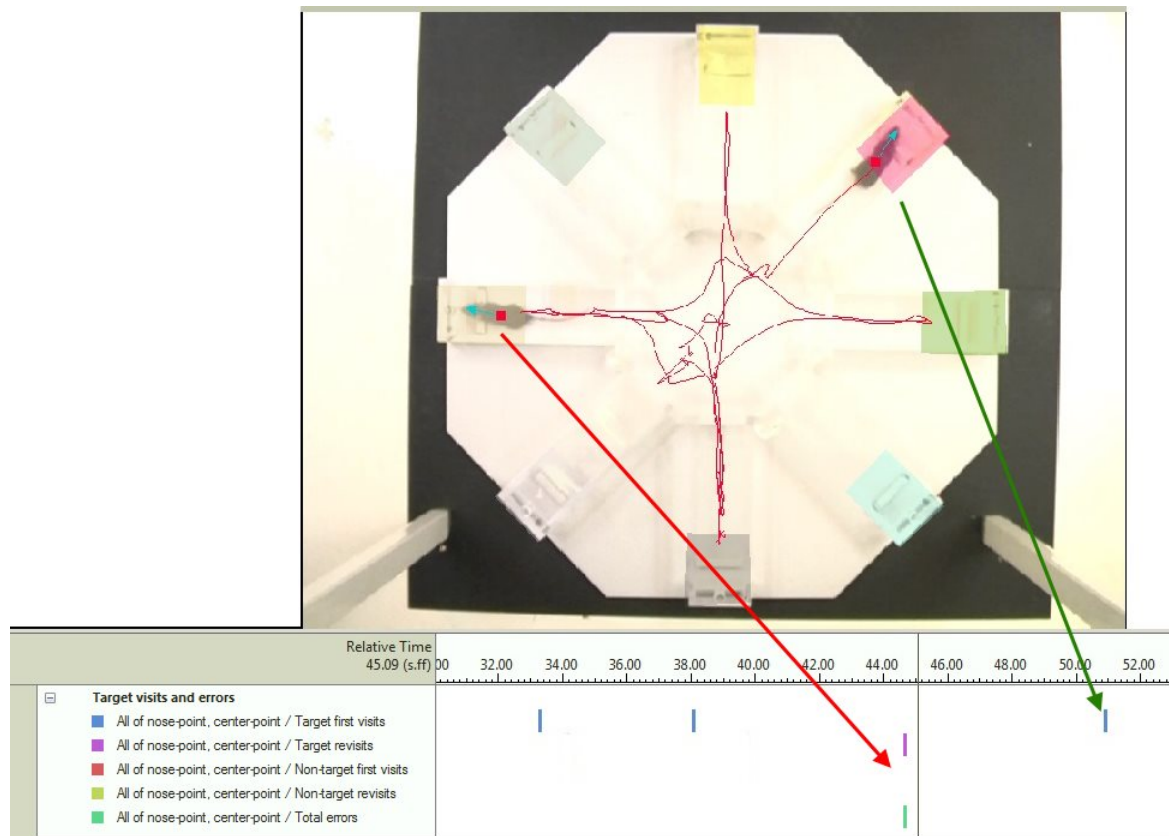 Relative Time
45.09 (s.ff)
00 32.00 34.00 36.00 38.00 40.00 42.00 44.00 46.00 48.00 50.00 52.00
Target visits and errors
All of nose-point, center-point / Target first visits
All of nose-point, center-point / Target revisits
All of nose-point, center-point / Non-target first visits
All of nose-point, center-point / Non-target revisits
All of nose-point, center-point / Total errors